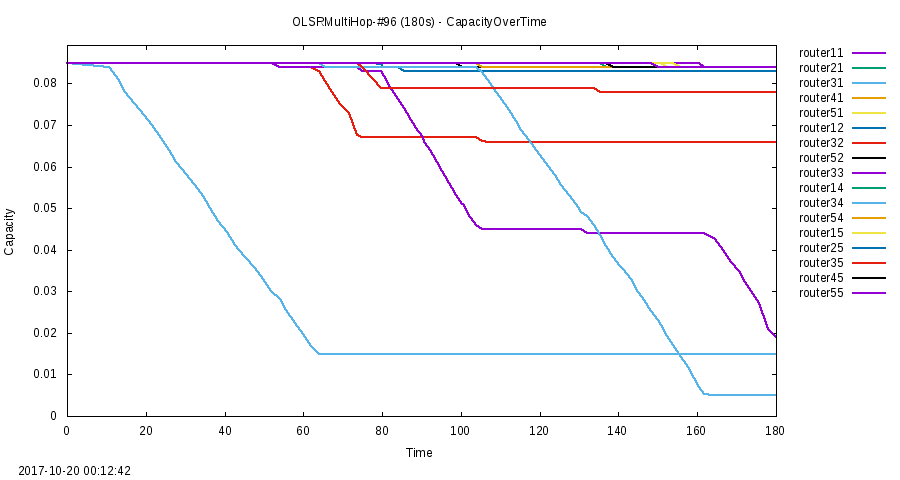 OLSRMultiHop-#96 (180s) - CapacityOverTime
router11
router21
router31
router41
router51
router12
router32
router52
router33
router14
router34
router54
router15
router25
router35
router45
router55
0.08
0.07
0.06
0.05
0.04
0.03
0.02
0.01
0
Capacity
0 20 40 60 80 100 120 140 160 180
Time
2017-10-20 00:12:42